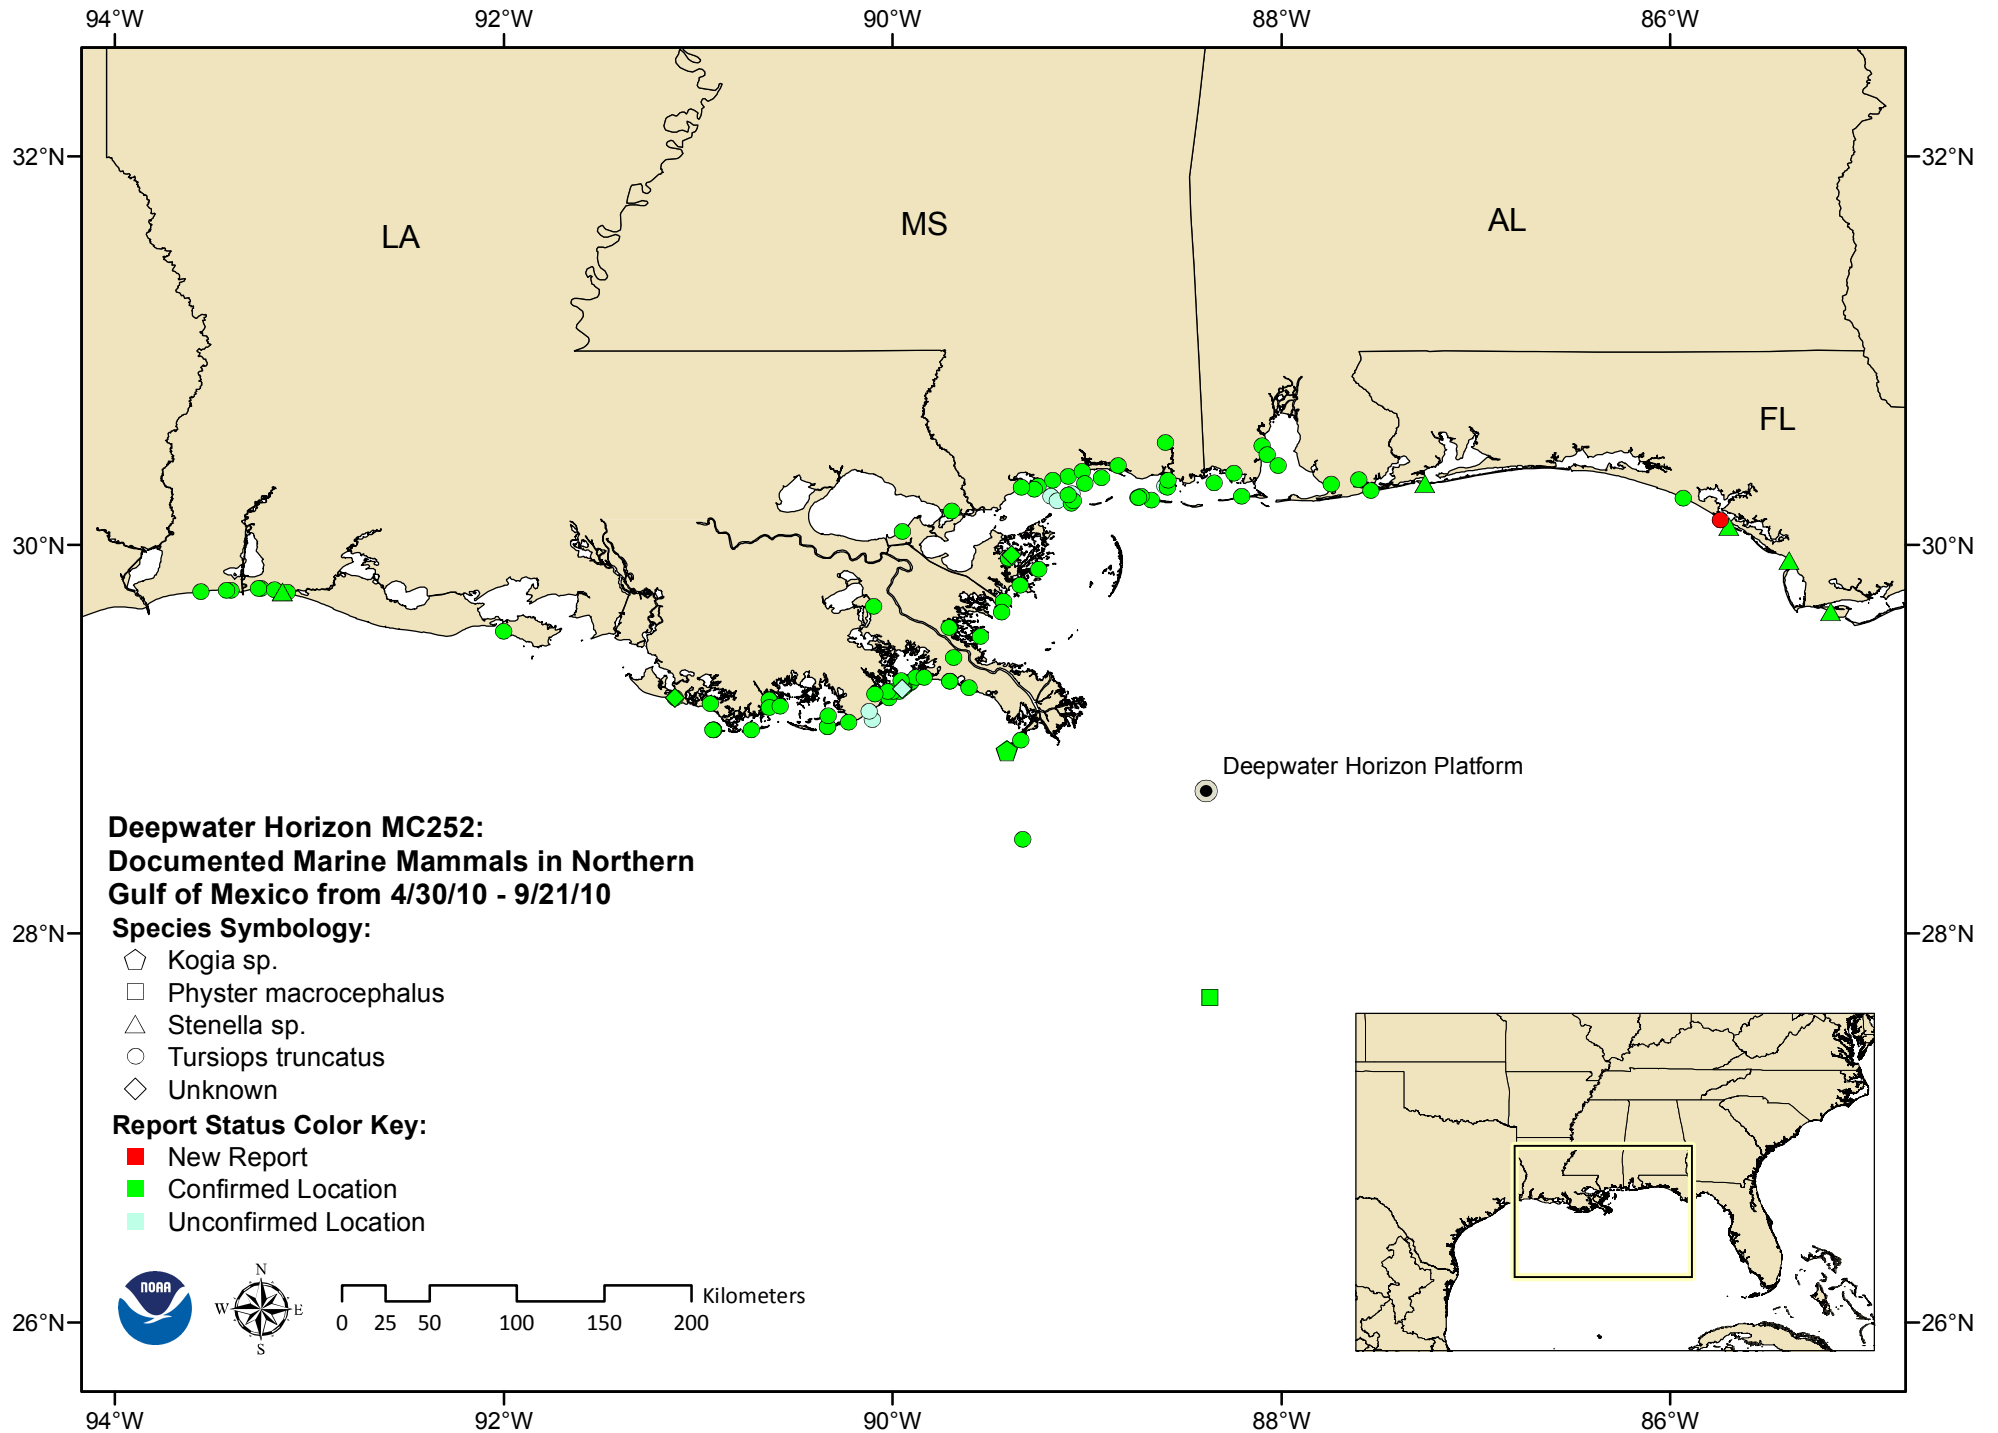 94°W 92°W 90°W 88°W 86°W
32°N 32°N
LA MS AL
FL
30°N 30°N
Deepwater Horizon Platform
Deepwater Horizon MC252:
Documented Marine Mammals in Northern
Gulf of Mexico from 4/30/10 - 9/21/10
Species Symbology:
28°N 28°N
Kogia sp.
Physter macrocephalus
Stenella sp.
Tursiops truncatus
Unknown
Report Status Color Key:
New Report
Confirmed Location
Unconfirmed Location
NOAA
N
W E
S
Kilometers
0 25 50 100 150 200
26°N 26°N
94°W 92°W 90°W 88°W 86°W